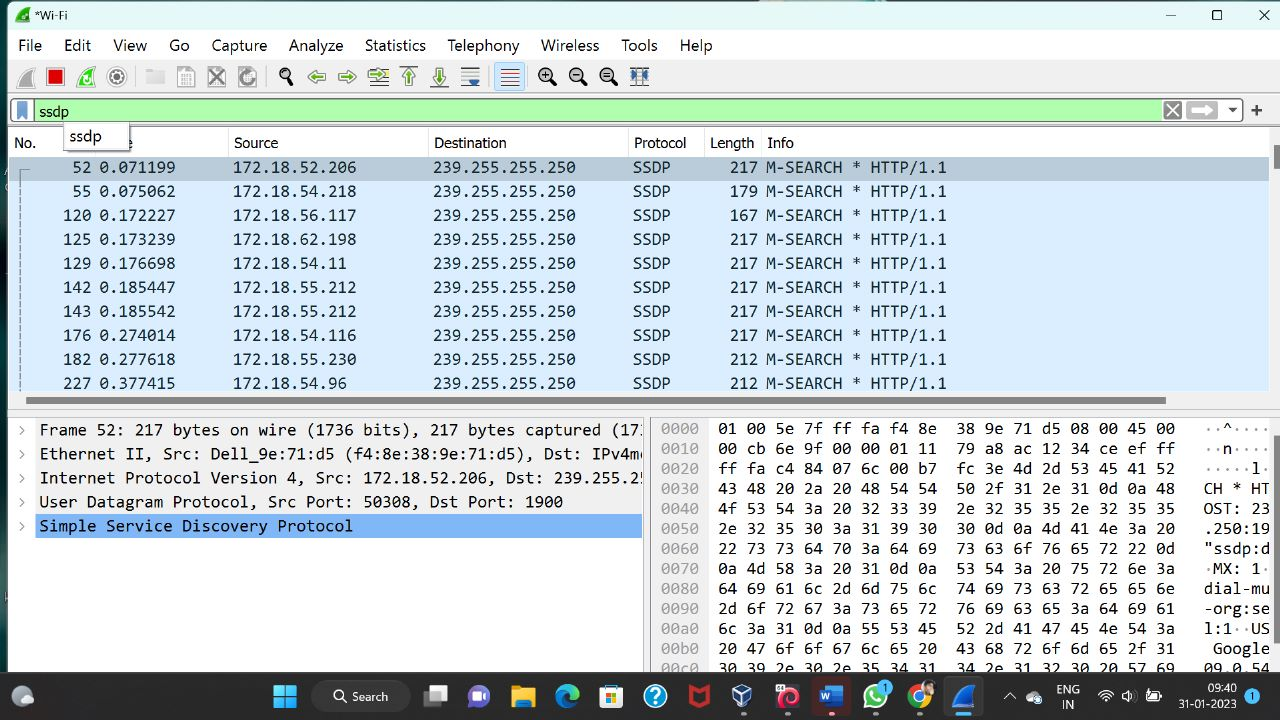 *Wi-Fi
File Edit View Go Capture Analyze Statistics Telephony Wireless Tools Help
ssdp
ssdp
No. Source Destination Protocol Length Info
52 0.071199 172.18.52.206 239.255.255.250 SSDP 217 M-SEARCH * HTTP/1.1
55 0.075062 172.18.54.218 239.255.255.250 SSDP 179 M-SEARCH * HTTP/1.1
120 0.172227 172.18.56.117 239.255.255.250 SSDP 167 M-SEARCH * HTTP/1.1
125 0.173239 172.18.62.198 239.255.255.250 SSDP 217 M-SEARCH * HTTP/1.1
129 0.176698 172.18.54.11 239.255.255.250 SSDP 217 M-SEARCH * HTTP/1.1
142 0.185447 172.18.55.212 239.255.255.250 SSDP 217 M-SEARCH * HTTP/1.1
143 0.185542 172.18.55.212 239.255.255.250 SSDP 217 M-SEARCH * HTTP/1.1
176 0.274014 172.18.54.116 239.255.255.250 SSDP 217 M-SEARCH * HTTP/1.1
182 0.277618 172.18.55.230 239.255.255.250 SSDP 212 M-SEARCH * HTTP/1.1
227 0.377415 172.18.54.96 239.255.255.250 SSDP 212 M-SEARCH * HTTP/1.1
Frame 52: 217 bytes on wire (1736 bits), 217 bytes captured (17
Ethernet II, Src: Dell_9e:71:d5 (f4:8e:38:9e:71:d5), Dst: IPv4m
Internet Protocol Version 4, Src: 172.18.52.206, Dst: 239.255.2
User Datagram Protocol, Src Port: 50308, Dst Port: 1900
Simple Service Discovery Protocol
0000 01 00 5e 7f ff fa f4 8e 38 9e 71 d5 08 00 45 00 ··^····
0010 00 cb 6e 9f 00 00 01 11 79 a8 ac 12 34 ce ef ff ··n····
0020 ff fa c4 84 07 6c 00 b7 fc 3e 4d 2d 53 45 41 52 ·····l·
0030 43 48 20 2a 20 48 54 54 50 2f 31 2e 31 0d 0a 48 CH * HT
0040 4f 53 54 3a 20 32 33 39 2e 32 35 35 2e 32 35 35 OST: 23
0050 2e 32 35 30 3a 31 39 30 30 0d 0a 4d 41 4e 3a 20 .250:19
0060 22 73 73 64 70 3a 64 69 73 63 6f 76 65 72 22 0d "ssdp:d
0070 0a 4d 58 3a 20 31 0d 0a 53 54 3a 20 75 72 6e 3a ·MX: 1·
0080 64 69 61 6c 2d 6d 75 6c 74 69 73 63 72 65 65 6e dial-mu
0090 2d 6f 72 67 3a 73 65 72 76 69 63 65 3a 64 69 61 -org:se
00a0 6c 3a 31 0d 0a 55 53 45 52 2d 41 47 45 4e 54 3a l:1··US
00b0 20 47 6f 6f 67 6c 65 20 43 68 72 6f 6d 65 2f 31 Google
00c0 30 39 2e 30 2e 35 34 31 34 2e 31 32 30 20 57 69 09.0.54
Search
ENG 09:40
IN 31-01-2023